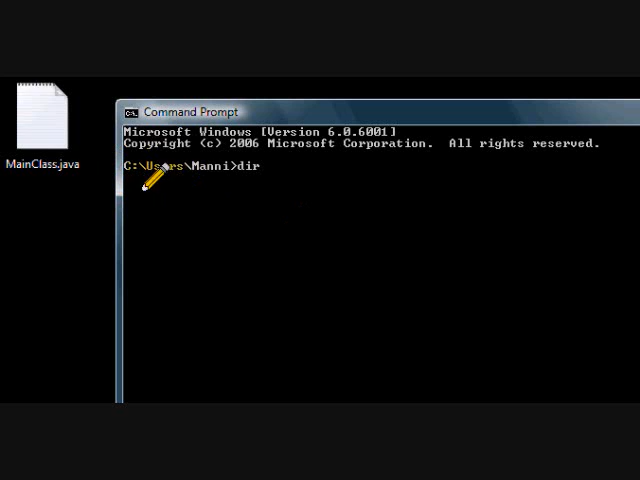 Command Prompt
Microsoft Windows [Version 6.0.6001]
Copyright (c) 2006 Microsoft Corporation.  All rights reserved.
MainClass.java
C:\Users\Manni>dir